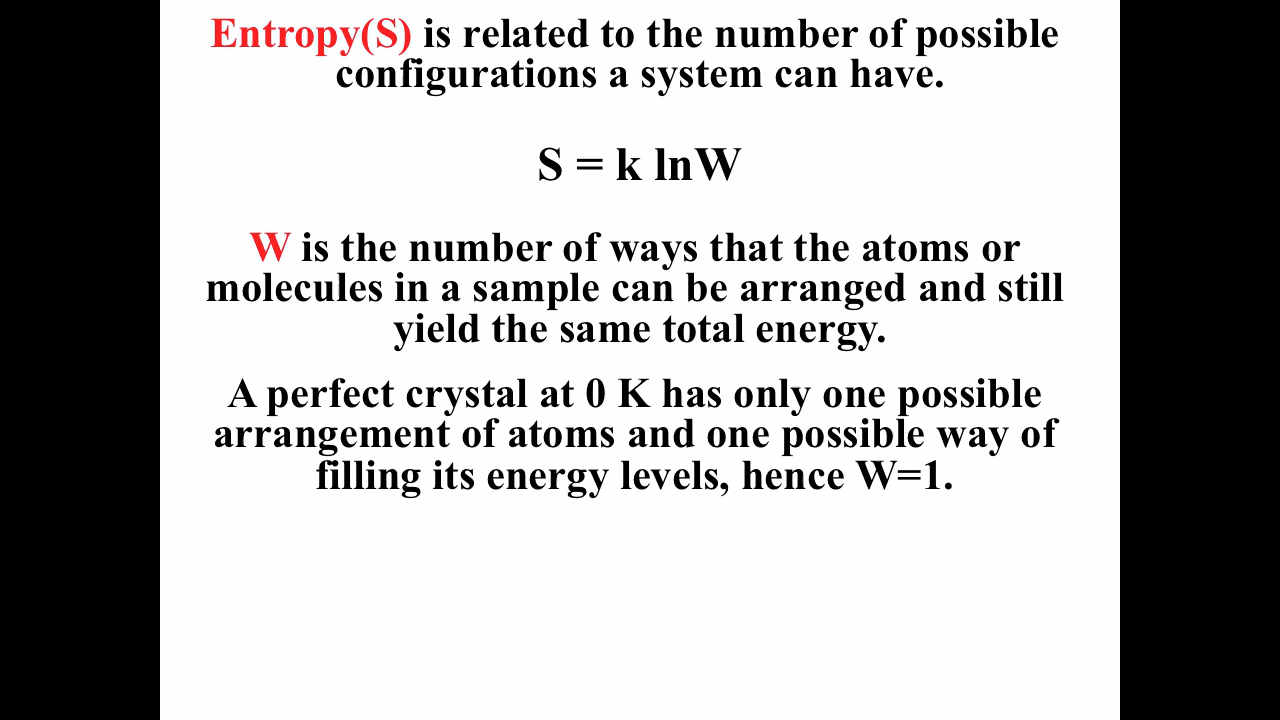 Entropy(S) is related to the number of possible
configurations a system can have.
S = k lnW
W is the number of ways that the atoms or
molecules in a sample can be arranged and still
yield the same total energy.
A perfect crystal at 0 K has only one possible
arrangement of atoms and one possible way of
filling its energy levels, hence W=1.